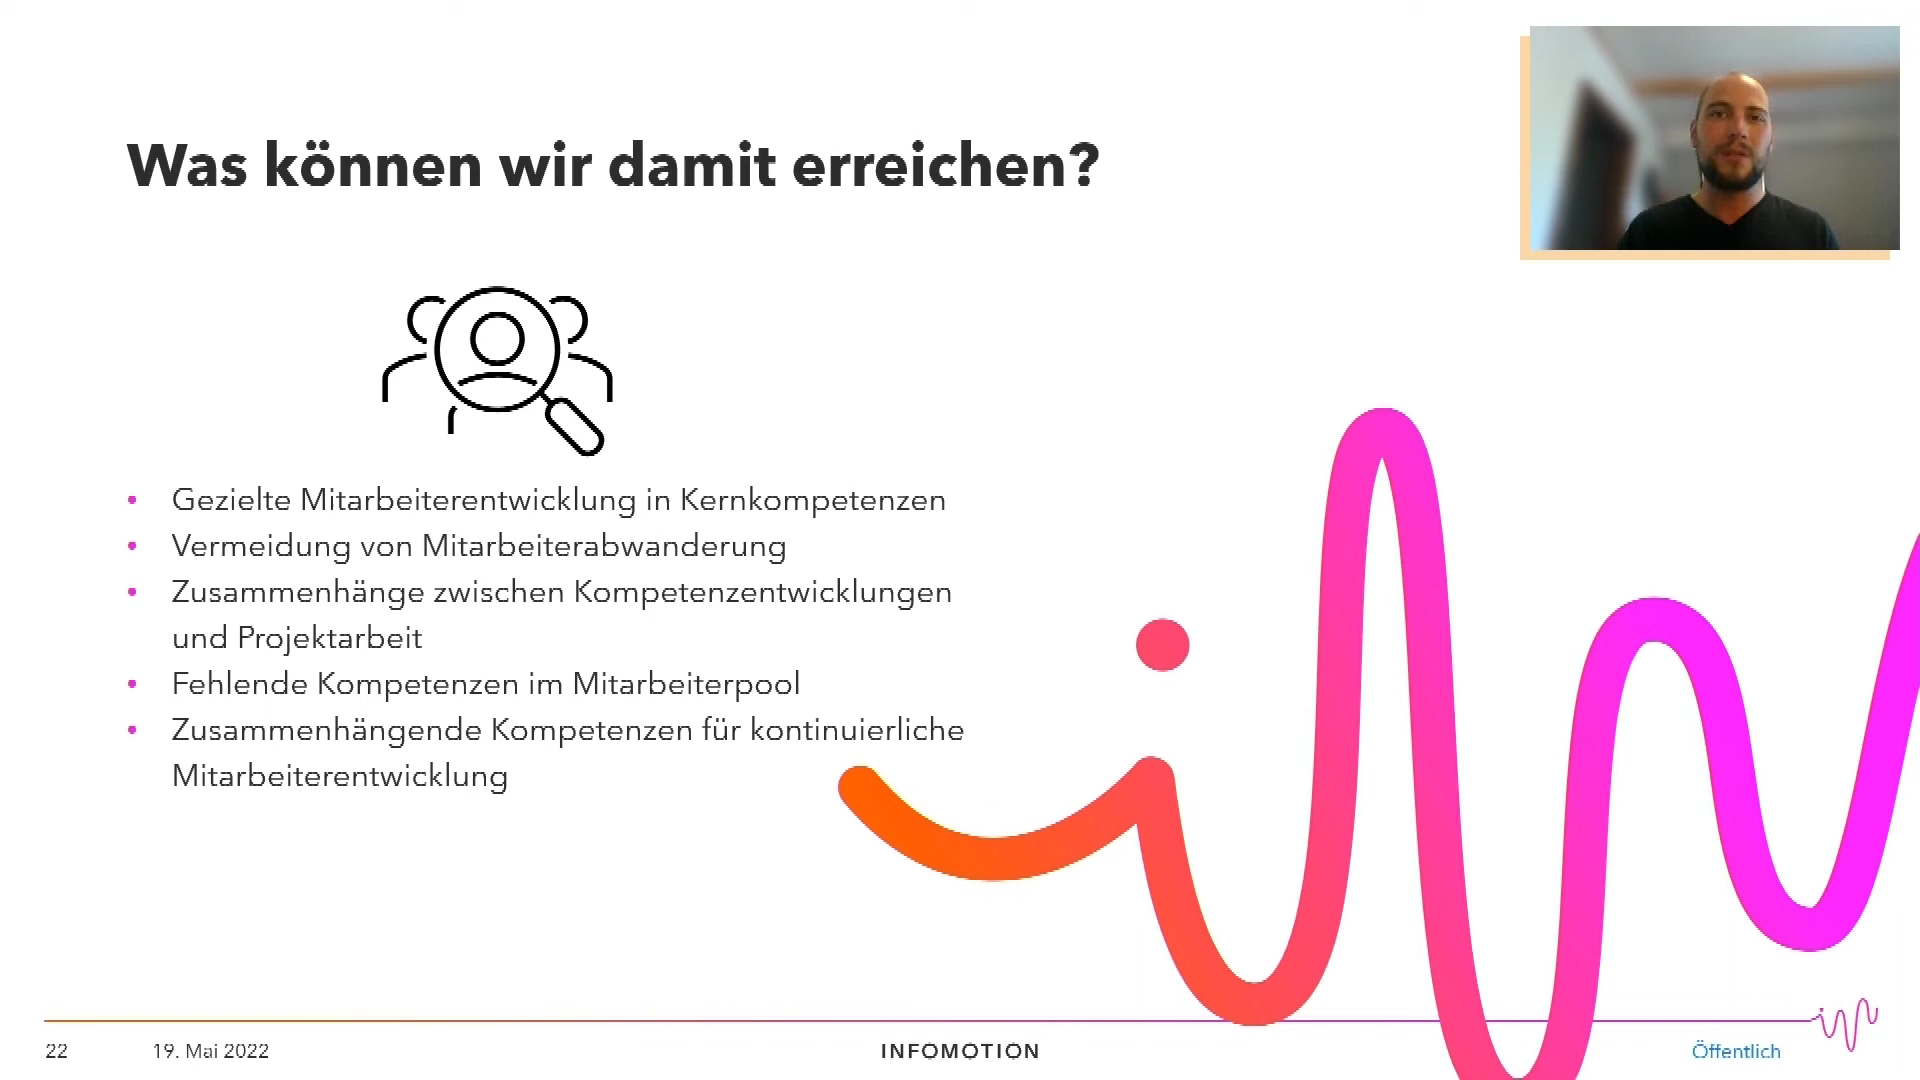 Was können wir damit erreichen?
• Gezielte Mitarbeiterentwicklung in Kernkompetenzen
• Vermeidung von Mitarbeiterabwanderung
• Zusammenhänge zwischen Kompetenzentwicklungen
und Projektarbeit
• Fehlende Kompetenzen im Mitarbeiterpool
• Zusammenhängende Kompetenzen für kontinuierliche
Mitarbeiterentwicklung
22 19. Mai 2022 INFOMOTION Öffentlich